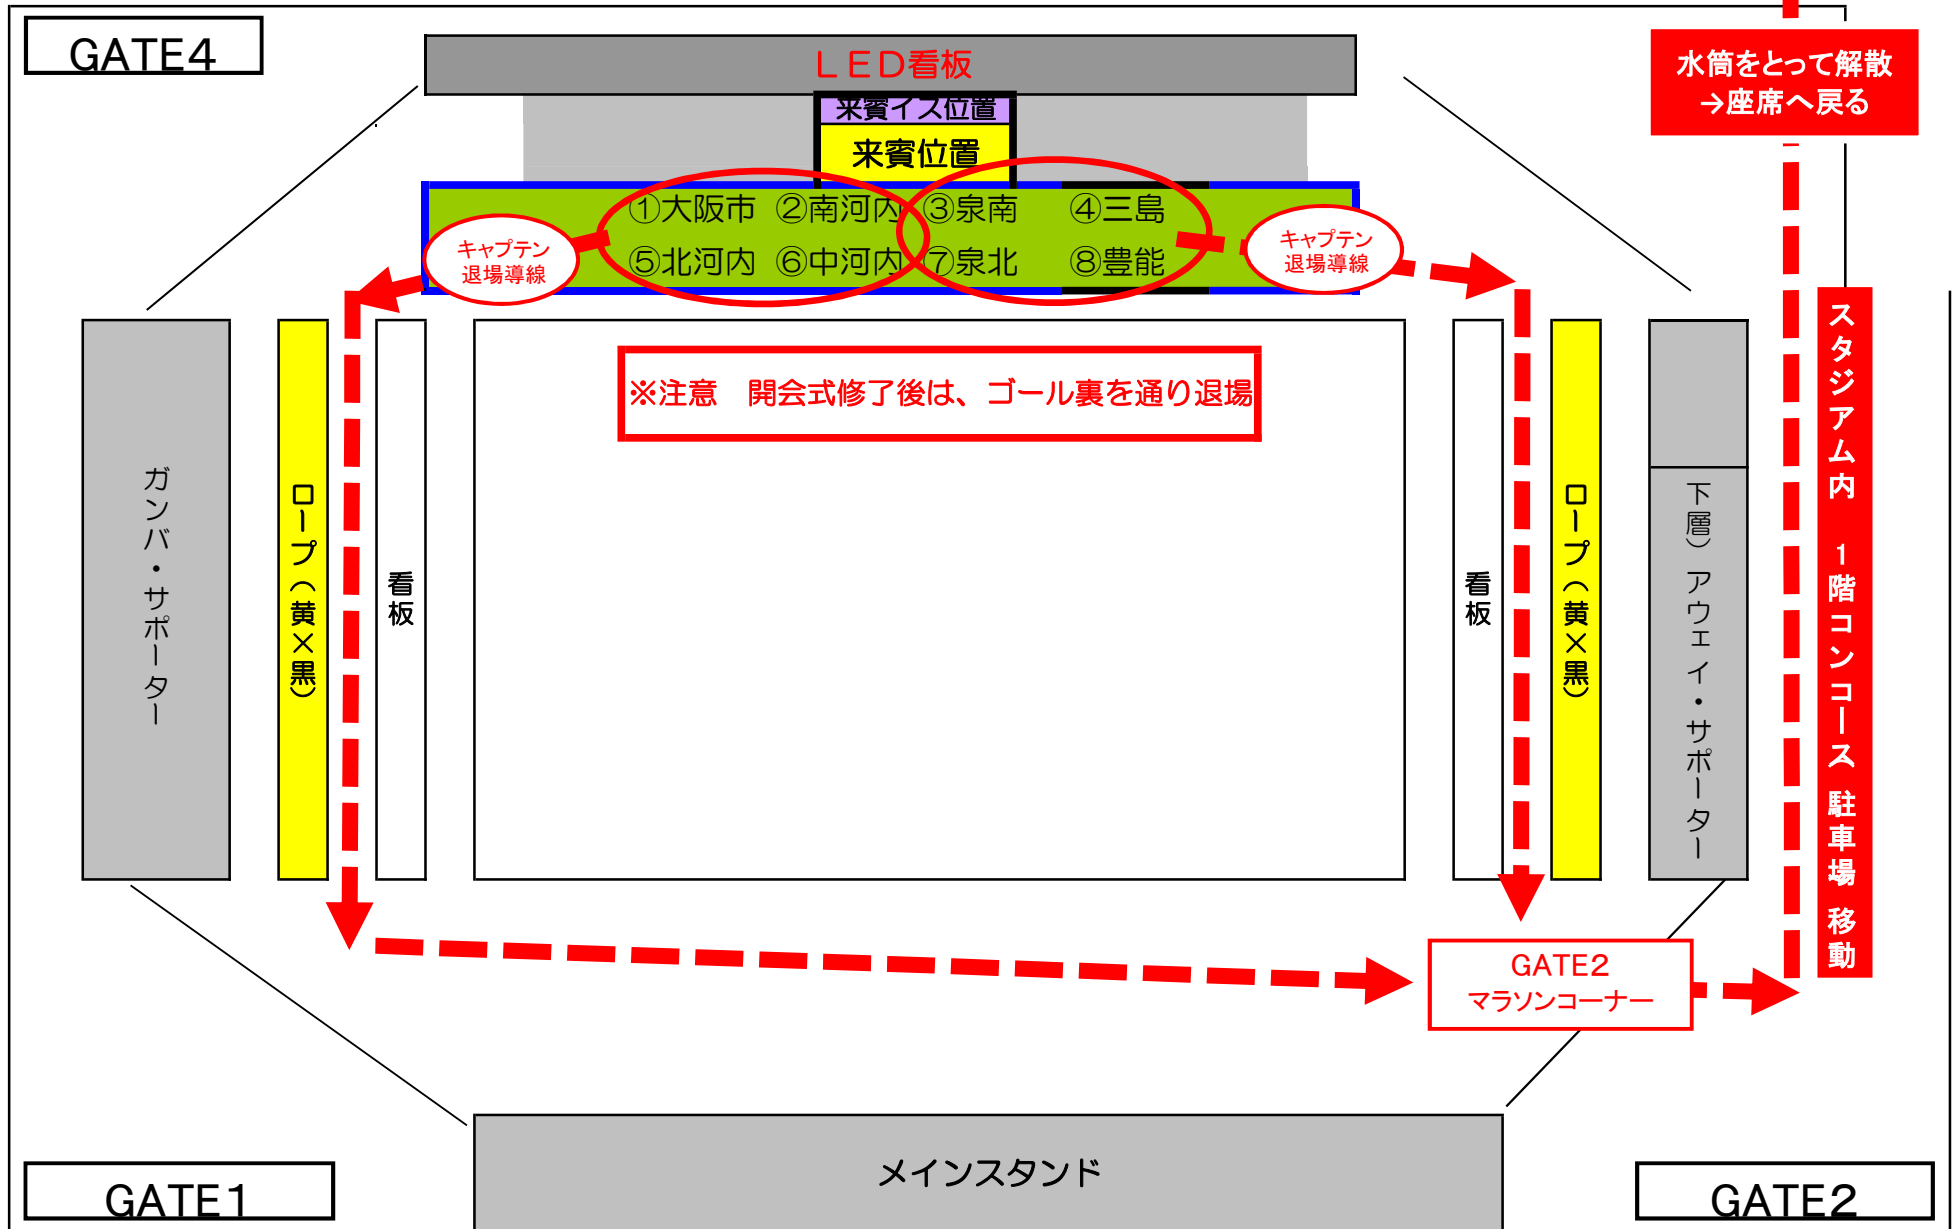 GATE4
LED看板
水筒をとって解散
→座席へ戻る
来賓イス位置
来賓位置
①大阪市 ②南河内 ③泉南 ④三島
⑤北河内 ⑥中河内 ⑦泉北 ⑧豊能
キャプテン
退場導線
キャプテン
退場導線
※注意 開会式修了後は、ゴール裏を通り退場
ガンバ・サポーター
ロープ(黄×黒)
看板
看板
ロープ(黄×黒)
下層)アウェイ・サポーター
スタジアム内 1階コンコース 駐車場 移動
GATE2
マラソンコーナー
メインスタンド
GATE1
GATE2